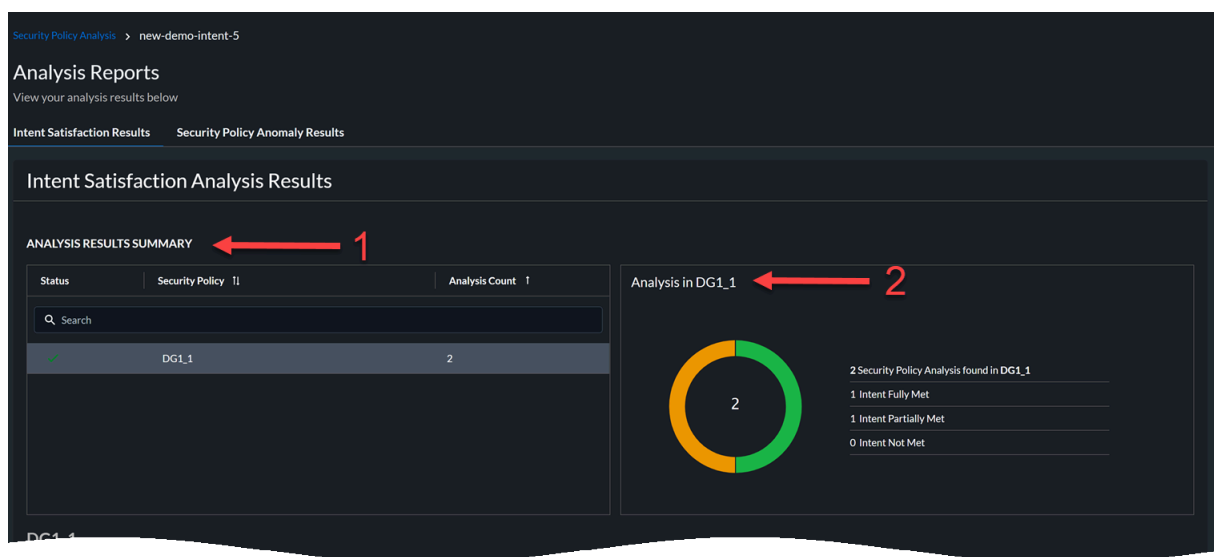 Security Policy Analysis > new-demo-intent-5
Analysis Reports
View your analysis results below
Intent Satisfaction Results Security Policy Anomaly Results
Intent Satisfaction Analysis Results
ANALYSIS RESULTS SUMMARY 1
Status Security Policy Analysis Count
Search
DG1_1 2
Analysis in DG1_1 2
2
2 Security Policy Analysis found in DG1_1
1 Intent Fully Met
1 Intent Partially Met
0 Intent Not Met
DG1_1